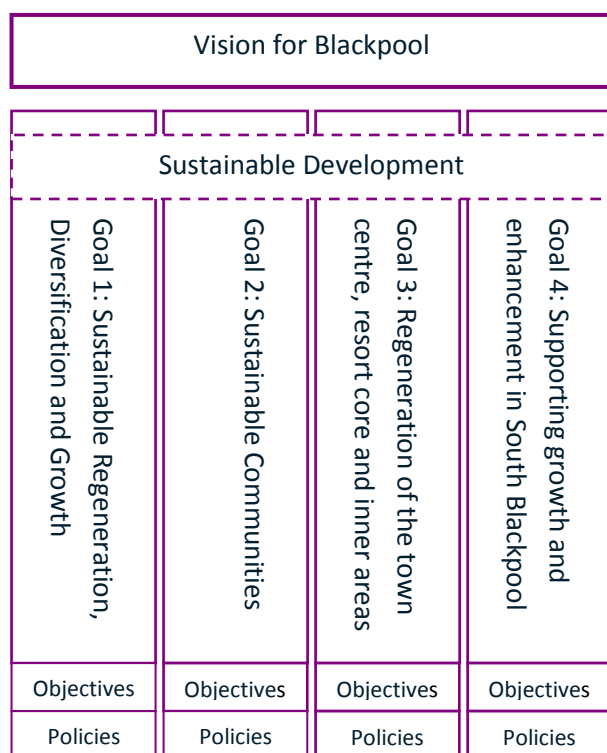 Vision for Blackpool
Sustainable Development
Goal 1: Sustainable Regeneration,
Diversification and Growth
Goal 2: Sustainable Communities
Goal 3: Regeneration of the town
centre, resort core and inner areas
Goal 4: Supporting growth and
enhancement in South Blackpool
Objectives
Objectives
Objectives
Objectives
Policies
Policies
Policies
Policies